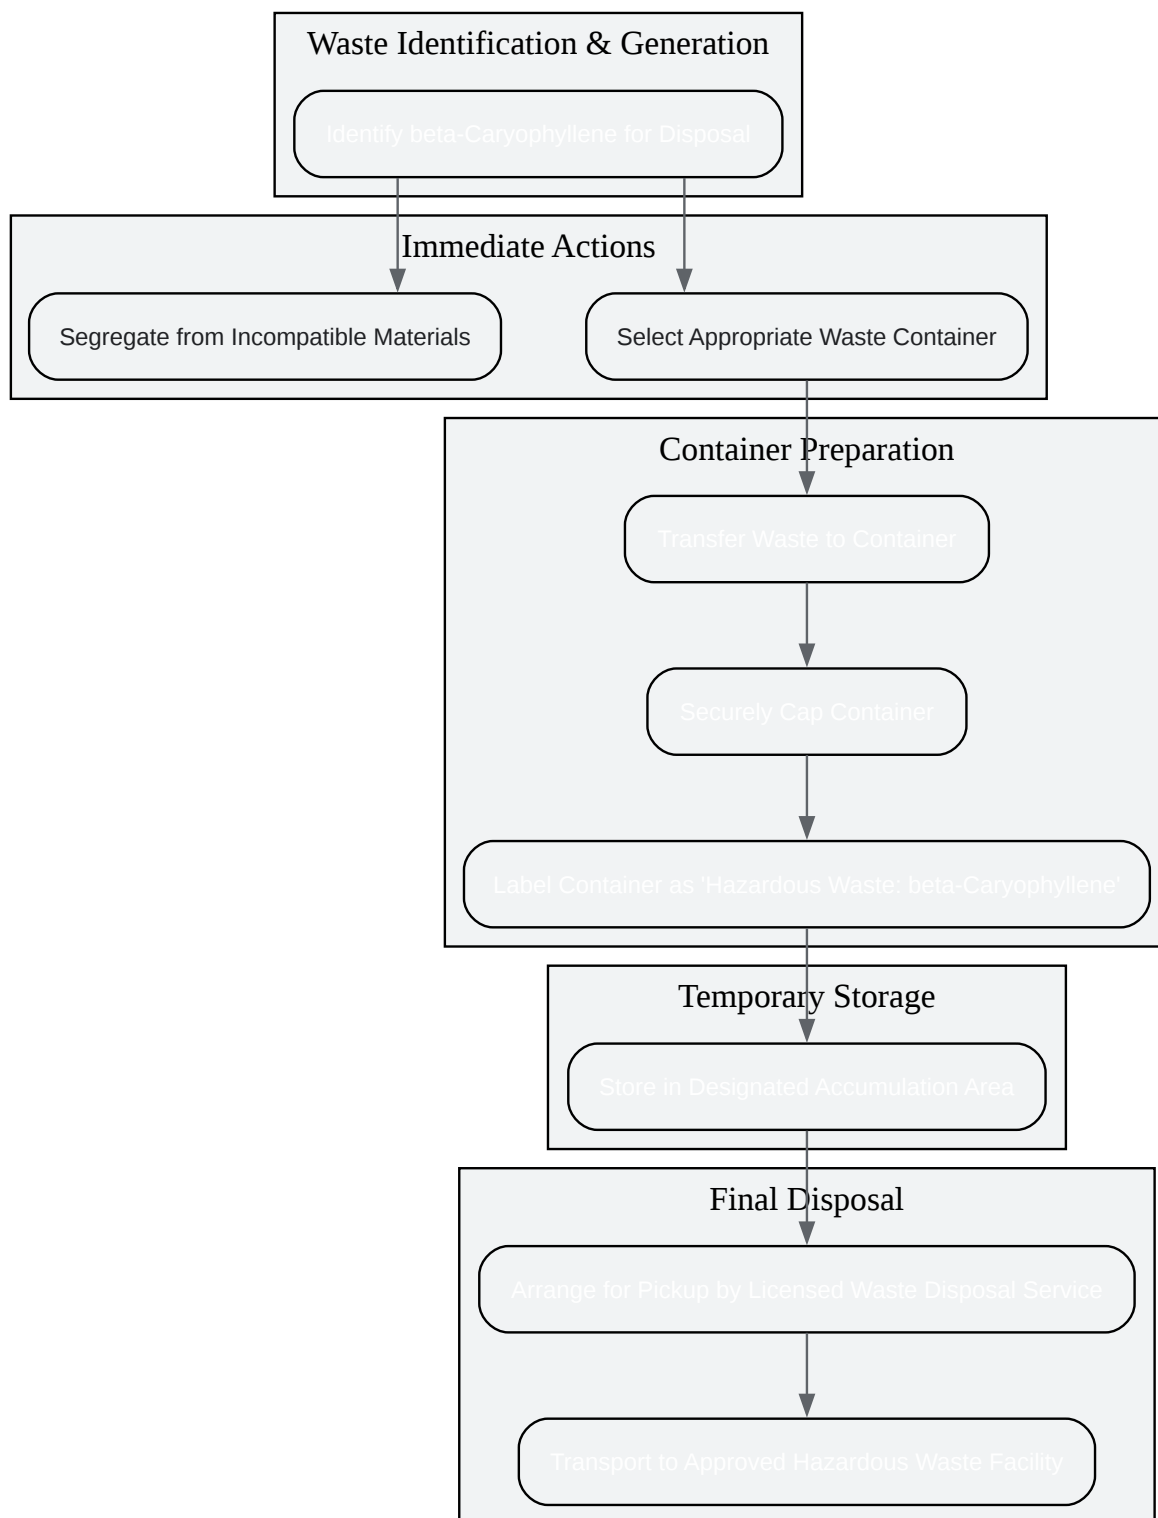 Waste Identification & Generation
Identify beta-Caryophyllene for Disposal
Immediate Actions
Segregate from Incompatible Materials
Select Appropriate Waste Container
Container Preparation
Transfer Waste to Container
Securely Cap Container
Label Container as 'Hazardous Waste: beta-Caryophyllene'
Temporary Storage
Store in Designated Accumulation Area
Final Disposal
Arrange for Pickup by Licensed Waste Disposal Service
Transport to Approved Hazardous Waste Facility